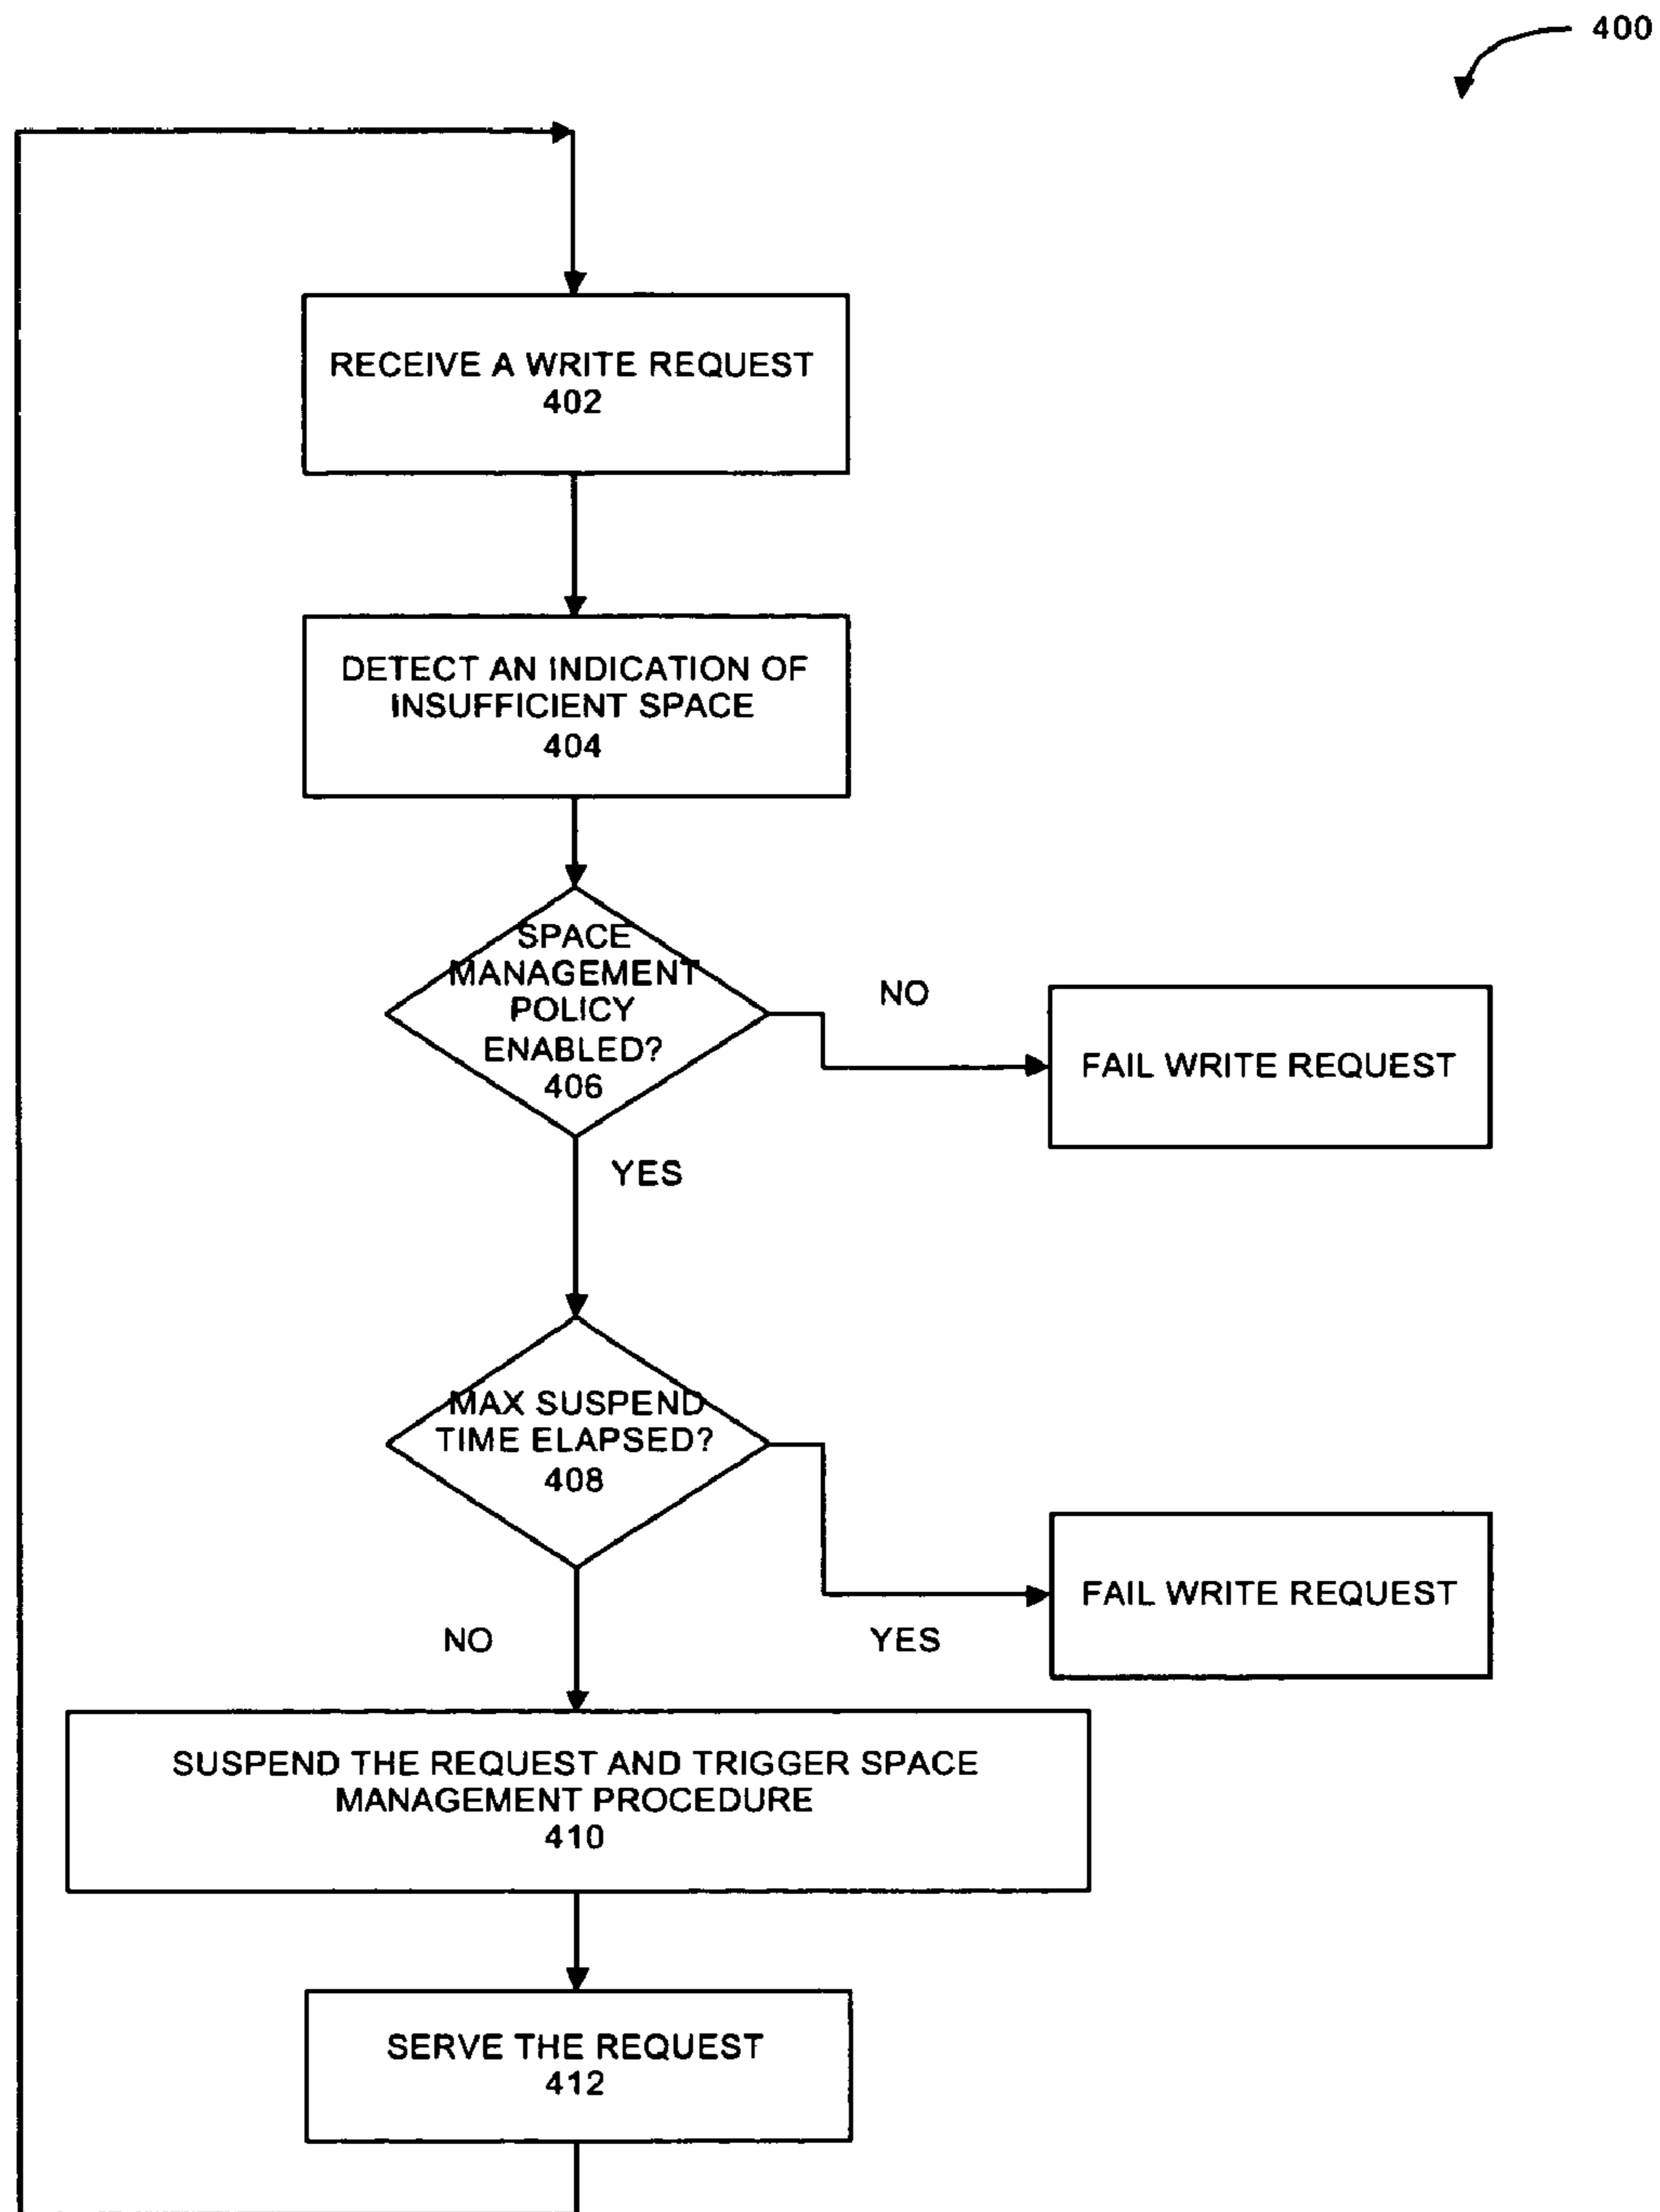 400
RECEIVE A WRITE REQUEST
402
DETECT AN INDICATION OF
INSUFFICIENT SPACE
404
SPACE
MANAGEMENT
POLICY
ENABLED?
406
NO
FAIL WRITE REQUEST
YES
MAX SUSPEND
TIME ELAPSED?
408
FAIL WRITE REQUEST
NO
YES
SUSPEND THE REQUEST AND TRIGGER SPACE
MANAGEMENT PROCEDURE
410
SERVE THE REQUEST
412